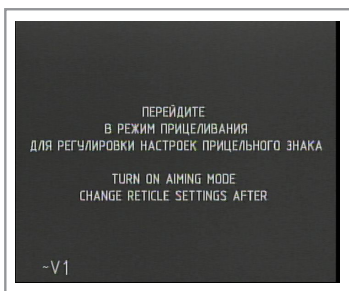 ПЕРЕЙДИТЕ
В РЕЖИМ ПРИЦЕЛИВАНИЯ
ДЛЯ РЕГУЛИРОВКИ НАСТРОЕК ПРИЦЕЛЬНОГО ЗНАКА
TURN ON AIMING MODE
CHANGE RETICLE SETTINGS AFTER
~V1